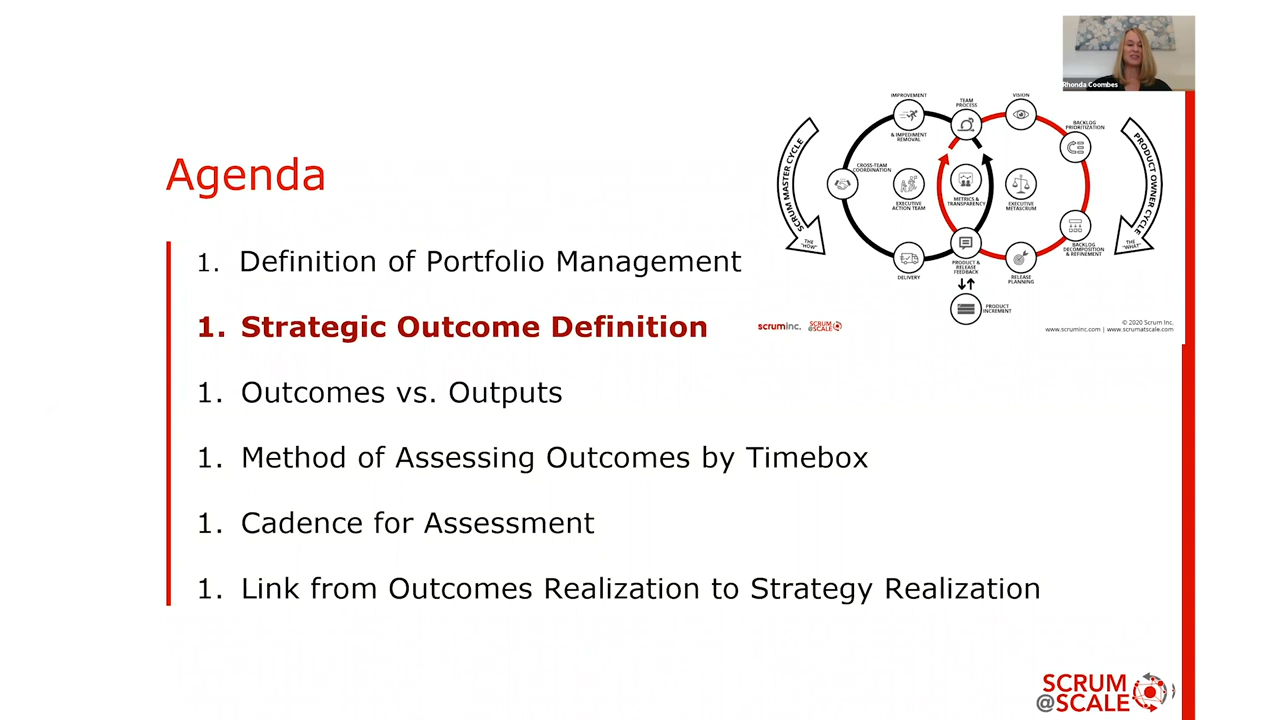 Rhonda Coombes
Agenda
1. Definition of Portfolio Management
1. Strategic Outcome Definition
1. Outcomes vs. Outputs
1. Method of Assessing Outcomes by Timebox
1. Cadence for Assessment
1. Link from Outcomes Realization to Strategy Realization
SCRUM MASTER CYCLE
THE
"HOW"
IMPROVEMENT
& IMPEDIMENT
REMOVAL
CROSS-TEAM
COORDINATION
EXECUTIVE
ACTION TEAM
DELIVERY
TEAM
PROCESS
METRICS &
TRANSPARENCY
PRODUCT &
RELEASE
FEEDBACK
PRODUCT
INCREMENT
VISION
BACKLOG
PRIORITIZATION
EXECUTIVE
METASCRUM
BACKLOG
DECOMPOSITION
& REFINEMENT
RELEASE
PLANNING
PRODUCT OWNER CYCLE
THE
"WHAT"
scruminc.
SCRUM
@SCALE
© 2020 Scrum Inc.
www.scruminc.com | www.scrumatscale.com
SCRUM
@SCALE